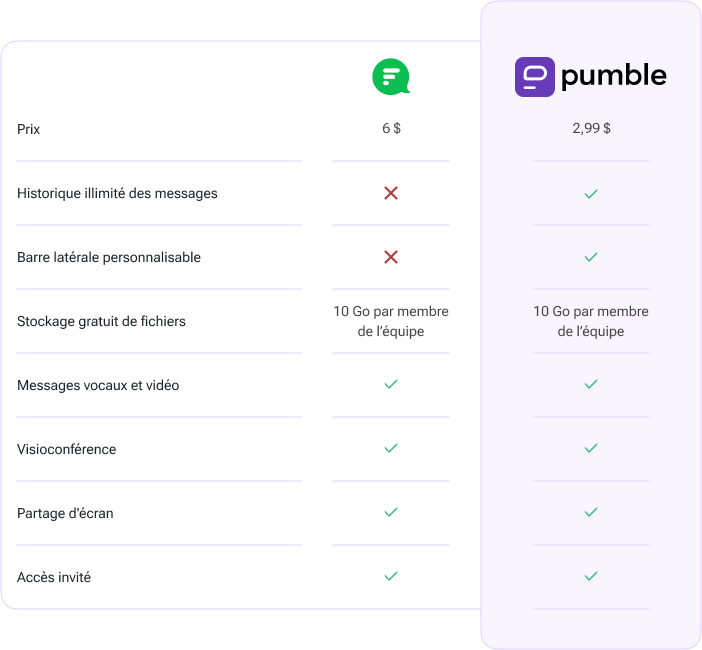 pumble
Prix
6 $
2,99 $
Historique illimité des messages
Barre latérale personnalisable
Stockage gratuit de fichiers
10 Go par membre
de l’équipe
10 Go par membre
de l’équipe
Messages vocaux et vidéo
Visioconférence
Partage d'écran
Accès invité